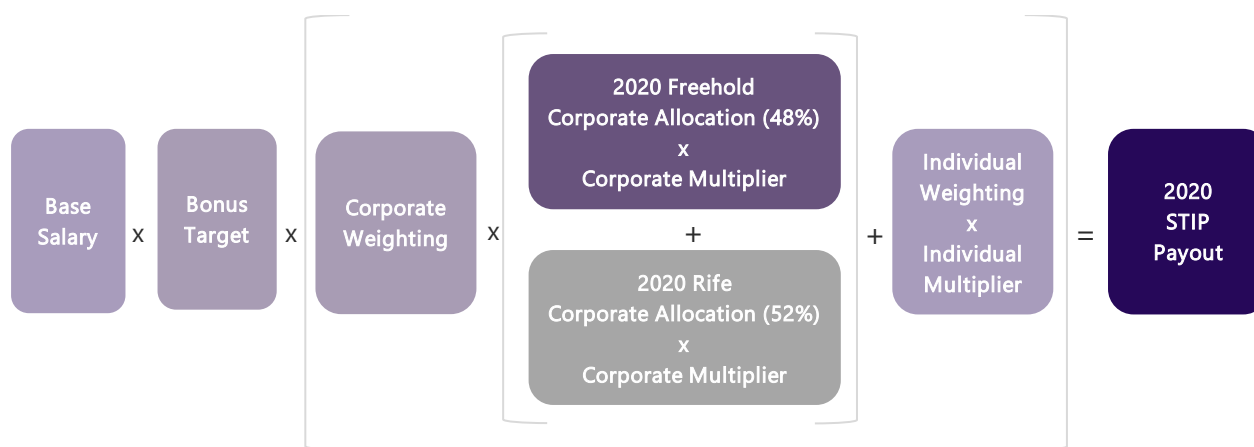 Base
Salary
x
Bonus
Target
x
Corporate
Weighting
x
2020 Freehold
Corporate Allocation (48%)
x
Corporate Multiplier
+
2020 Rife
Corporate Allocation (52%)
x
Corporate Multiplier
+
Individual
Weighting
x
Individual
Multiplier
=
2020
STIP
Payout